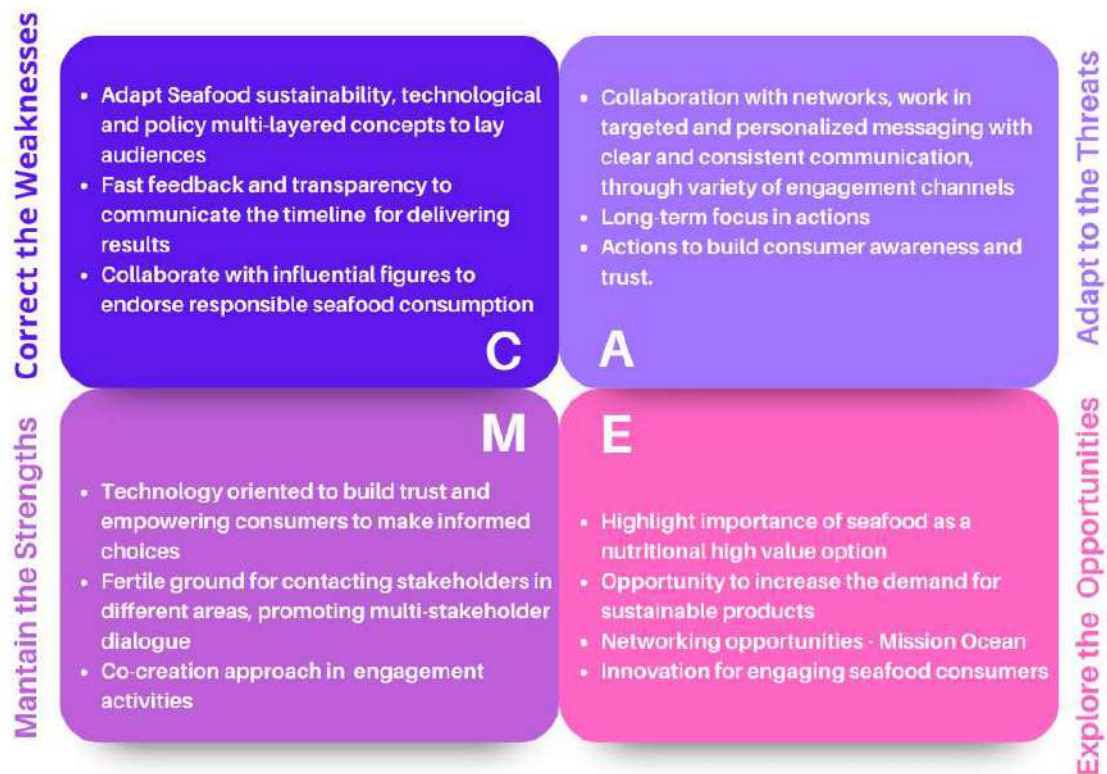 Correct the Weaknesses
• Adapt Seafood sustainability, technological
and policy multi-layered concepts to lay
audiences
• Fast feedback and transparency to
communicate the timeline for delivering
results
• Collaborate with influential figures to
endorse responsible seafood consumption
C
• Collaboration with networks, work in
targeted and personalized messaging with
clear and consistent communication,
through variety of engagement channels
• Long-term focus in actions
• Actions to build consumer awareness and
trust.
A
Adapt to the Threats
Mantain the Strengths
M
• Technology oriented to build trust and
empowering consumers to make informed
choices
• Fertile ground for contacting stakeholders in
different areas, promoting multi-stakeholder
dialogue
• Co-creation approach in engagement
activities
E
• Highlight importance of seafood as a
nutritional high value option
• Opportunity to increase the demand for
sustainable products
• Networking opportunities - Mission Ocean
• Innovation for engaging seafood consumers
Explore the Opportunities